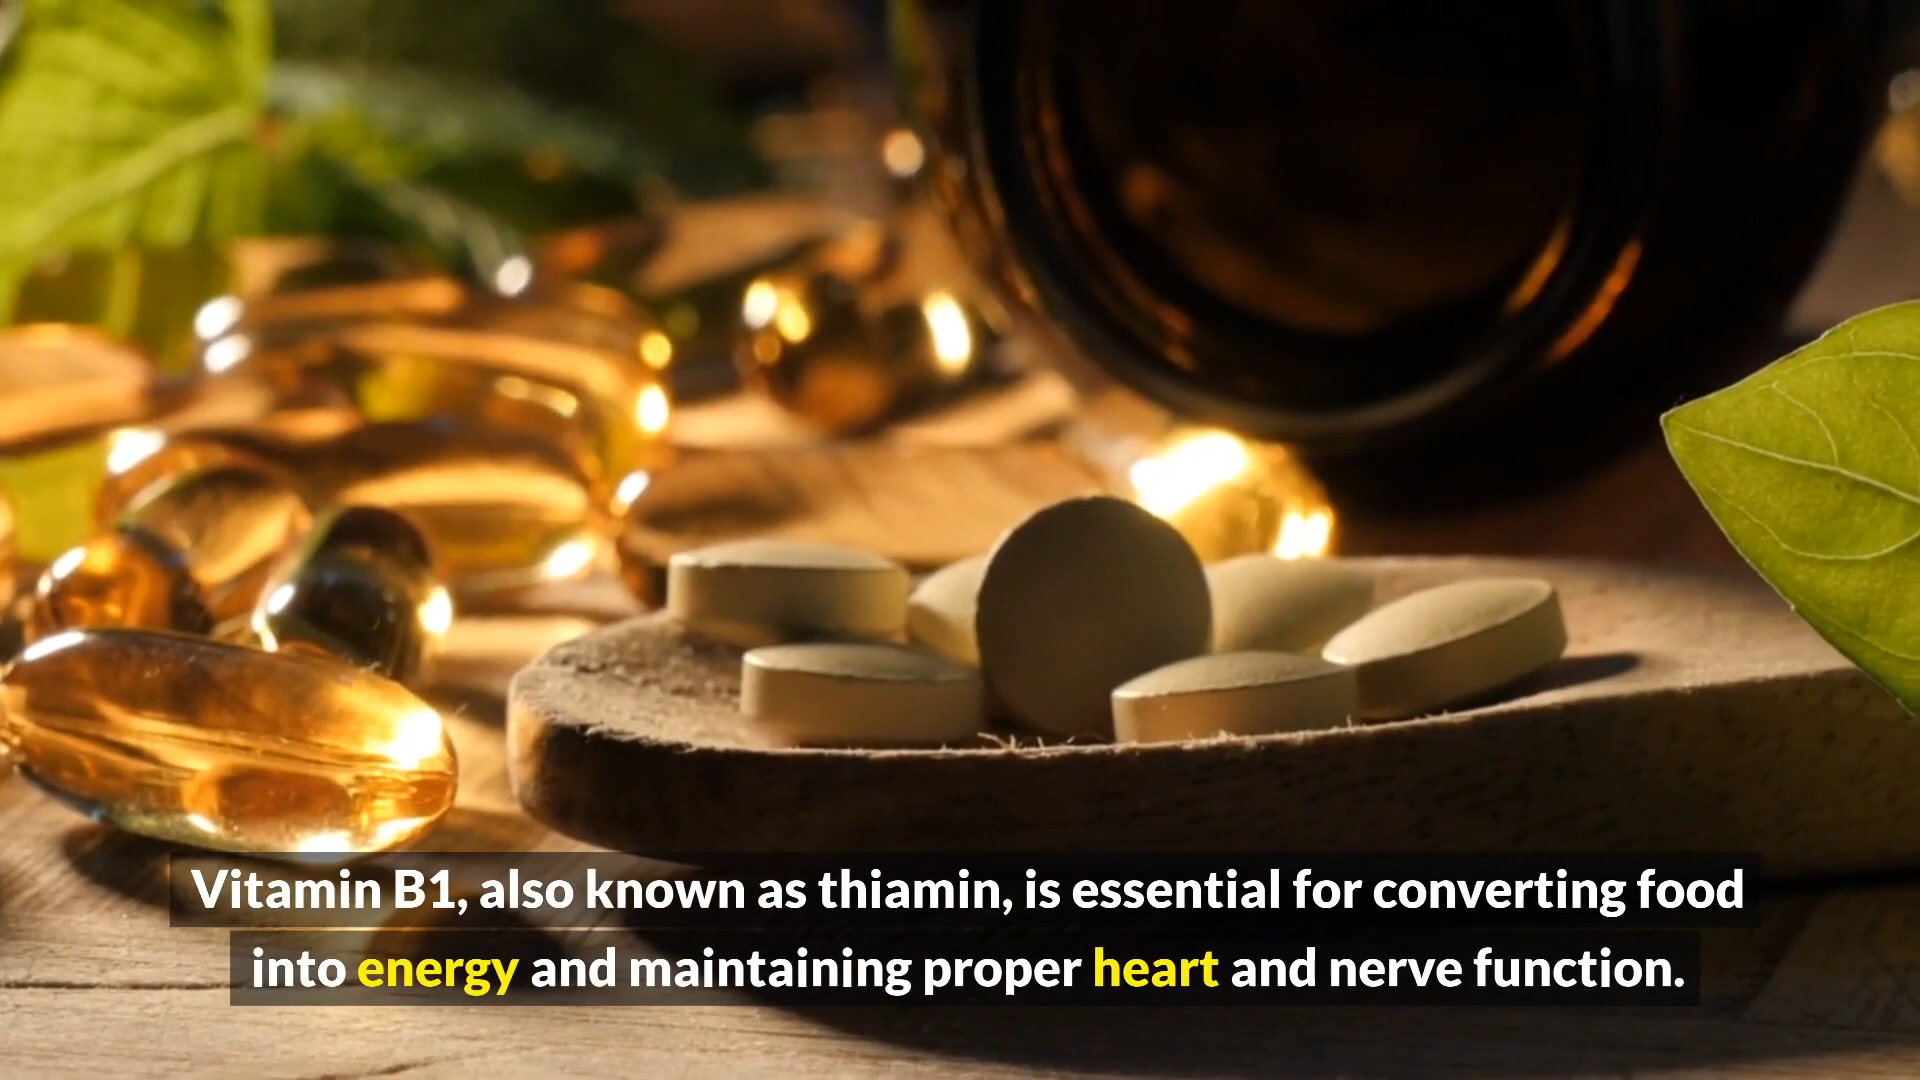 Vitamin B1, also known as thiamin, is essential for converting food
into energy and maintaining proper heart and nerve function.